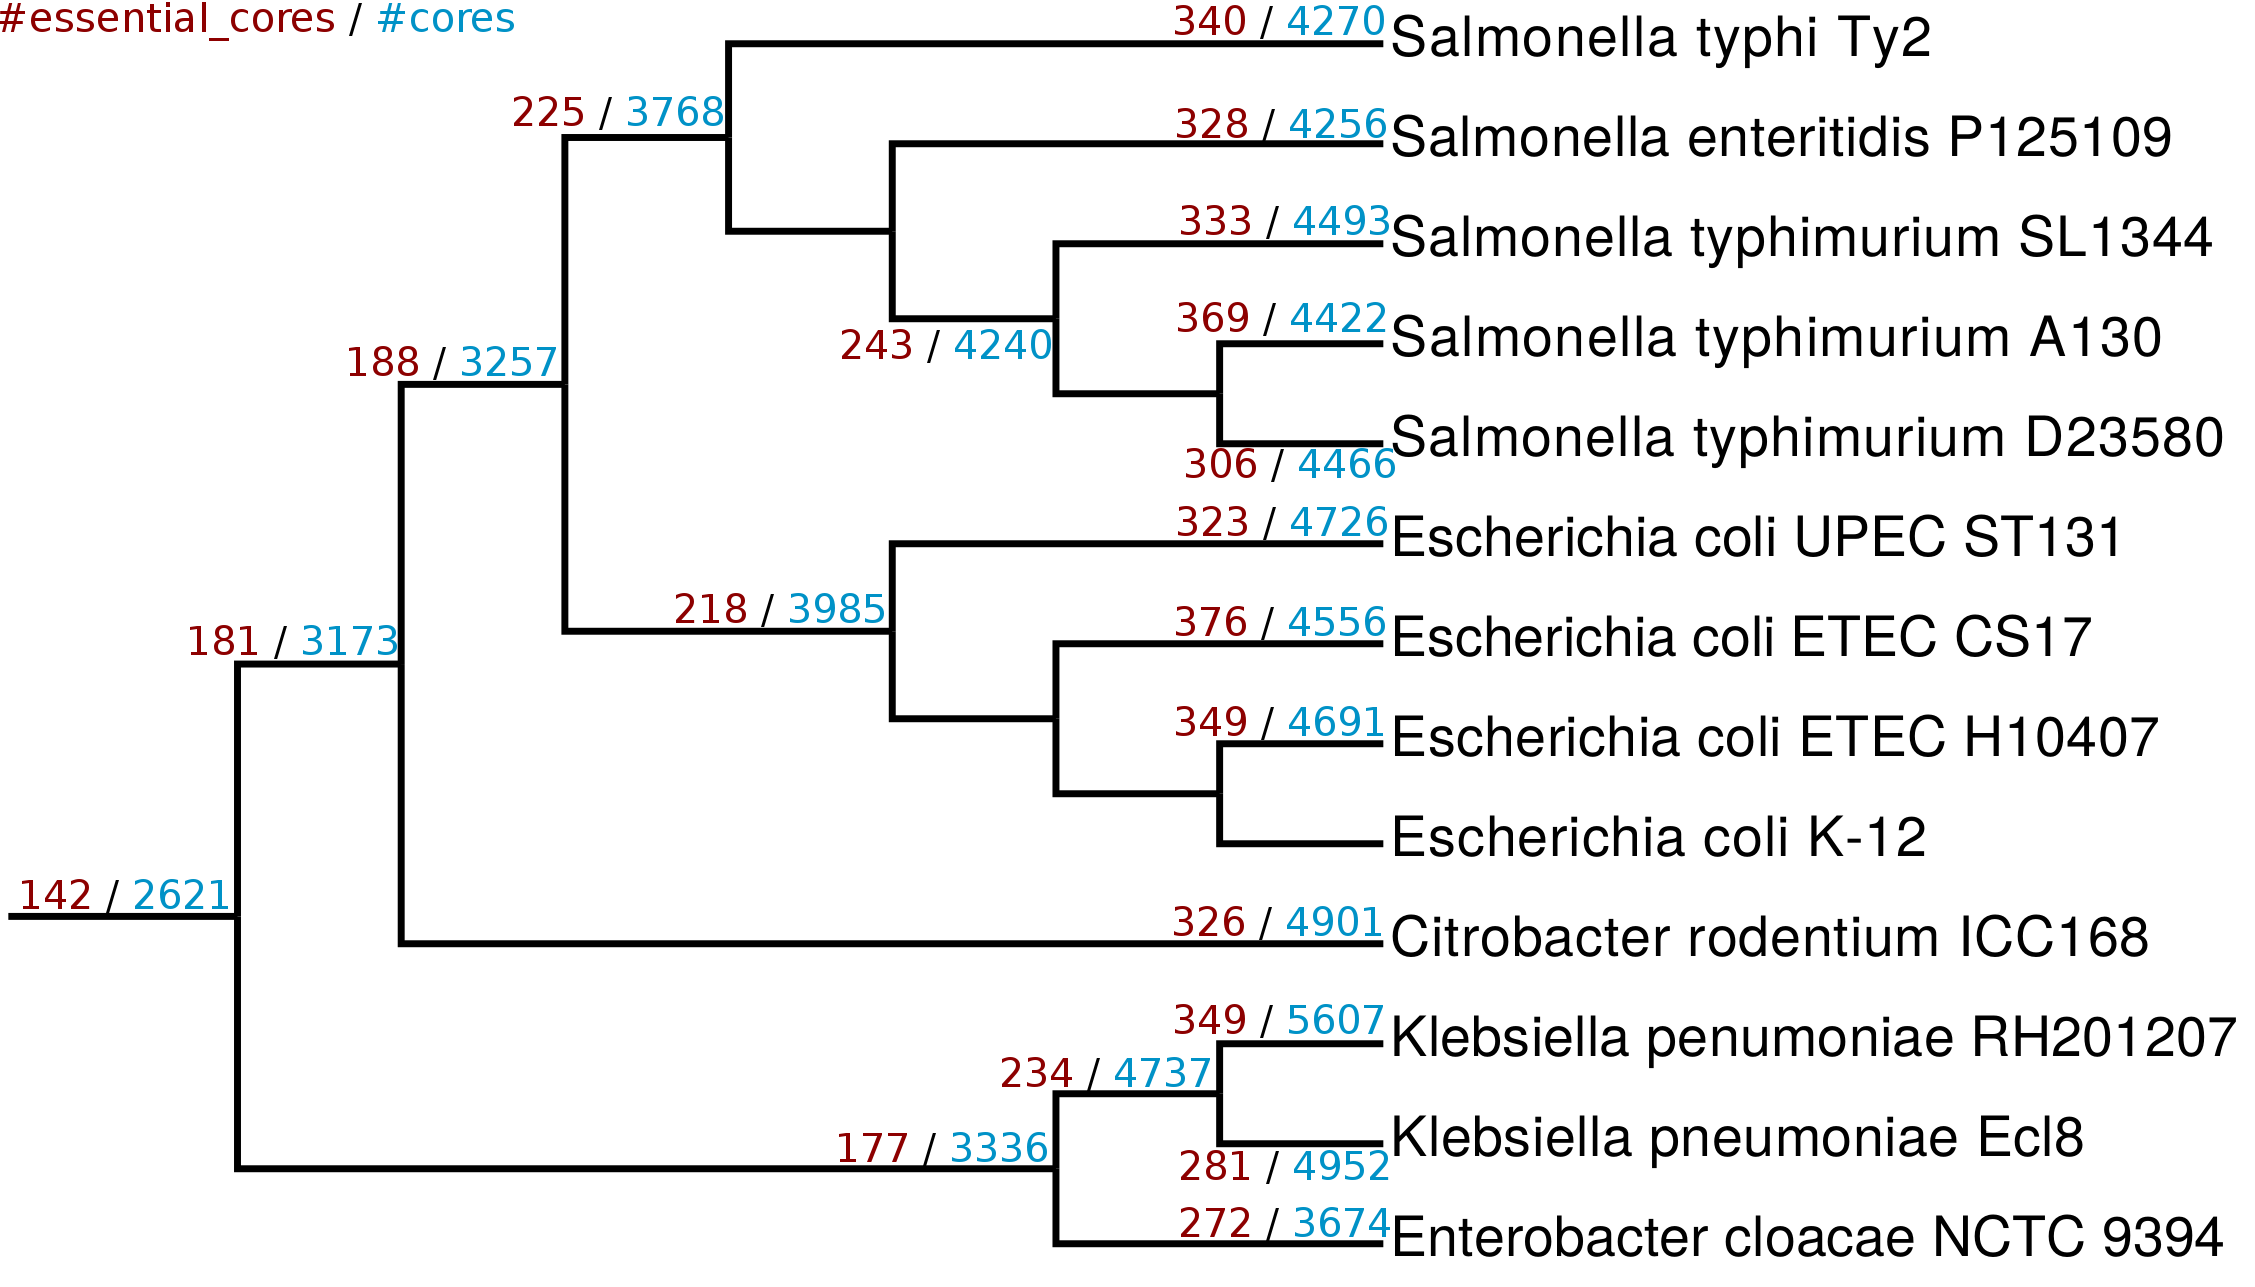 #essential_cores / #cores
340 / 4270
Salmonella typhi Ty2
225 / 3768
328 / 4256
Salmonella enteritidis P125109
333 / 4493
Salmonella typhimurium SL1344
369 / 4422
Salmonella typhimurium A130
243 / 4240
188 / 3257
Salmonella typhimurium D23580
306 / 4466
323 / 4726
Escherichia coli UPEC ST131
218 / 3985
376 / 4556
Escherichia coli ETEC CS17
181 / 3173
349 / 4691
Escherichia coli ETEC H10407
Escherichia coli K-12
142 / 2621
326 / 4901
Citrobacter rodentium ICC168
349 / 5607
Klebsiella penumoniae RH201207
234 / 4737
Klebsiella pneumoniae Ecl8
177 / 3336
281 / 4952
272 / 3674
Enterobacter cloacae NCTC 9394